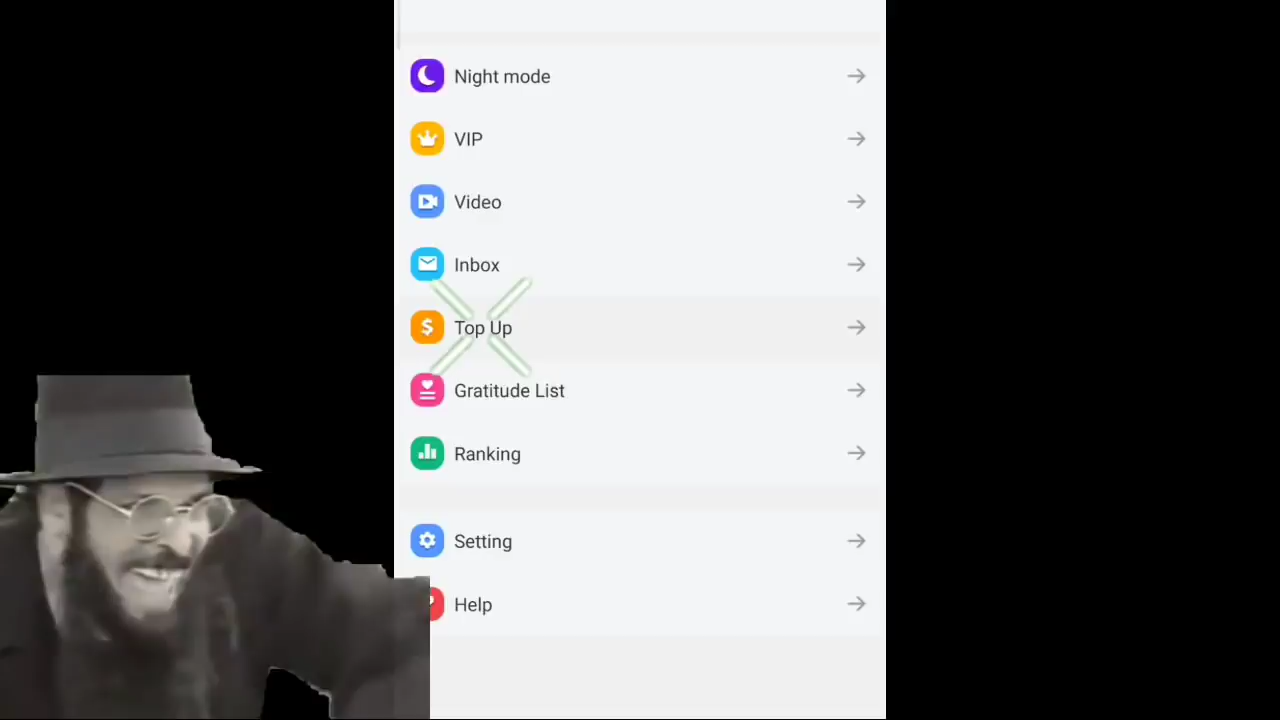 Night mode
VIP
Video
Inbox
Top Up
Gratitude List
Ranking
Setting
Help